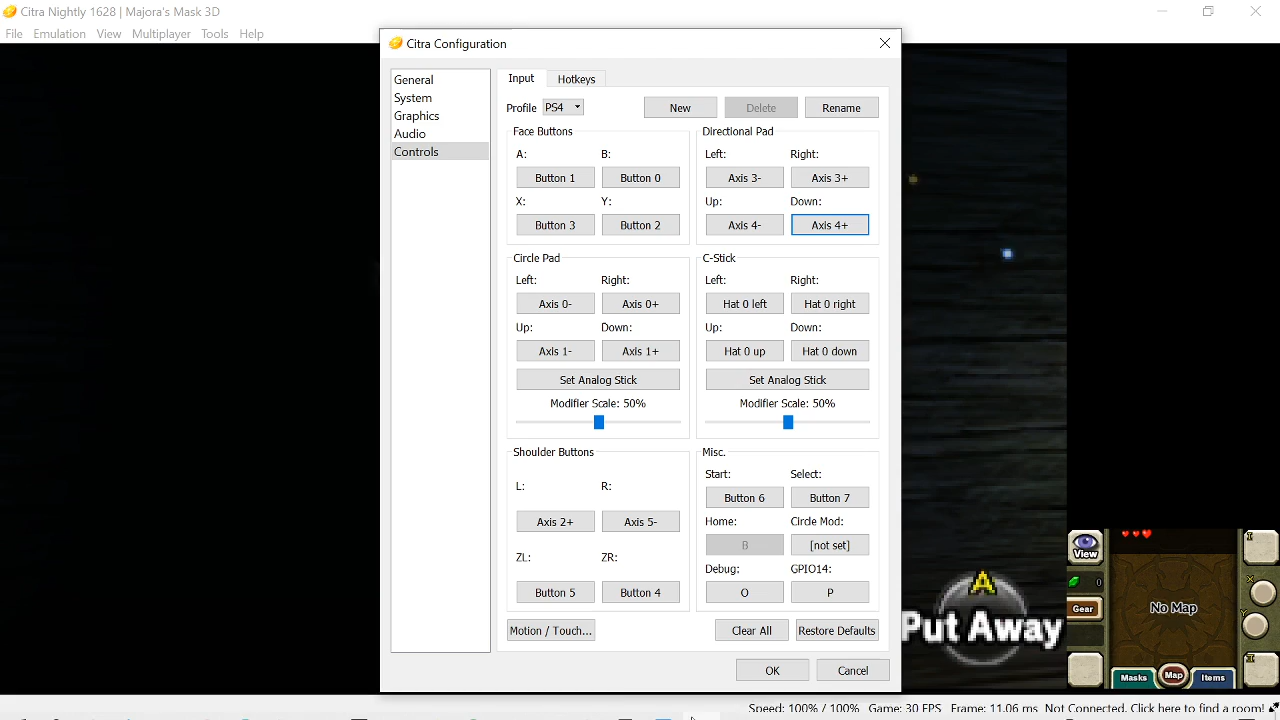 Citra Nightly 1628 | Majora's Mask 3D
File Emulation View Multiplayer Tools Help
Citra Configuration
General
System
Graphics
Audio
Controls
Input Hotkeys
Profile PS4 New Delete Rename
Face Buttons
A: B:
Button 1 Button 0
X: Y:
Button 3 Button 2
Directional Pad
Left: Right:
Axis 3- Axis 3+
Up: Down:
Axis 4- Axis 4+
Circle Pad
Left: Right:
Axis 0- Axis 0+
Up: Down:
Axis 1- Axis 1+
Set Analog Stick
Modifier Scale: 50%
C-Stick
Left: Right:
Hat 0 left Hat 0 right
Up: Down:
Hat 0 up Hat 0 down
Set Analog Stick
Modifier Scale: 50%
Shoulder Buttons
L: R:
Axis 2+ Axis 5-
ZL: ZR:
Button 5 Button 4
Misc.
Start: Select:
Button 6 Button 7
Home: Circle Mod:
B [not set]
Debug: GPIO14:
O P
Motion / Touch... Clear All Restore Defaults
OK Cancel
A
Put Away
View
0
Gear
No Map
X
Y
I
II
Masks Map Items
Speed: 100% / 100% Game: 30 FPS Frame: 11.06 ms Not Connected. Click here to find a room!